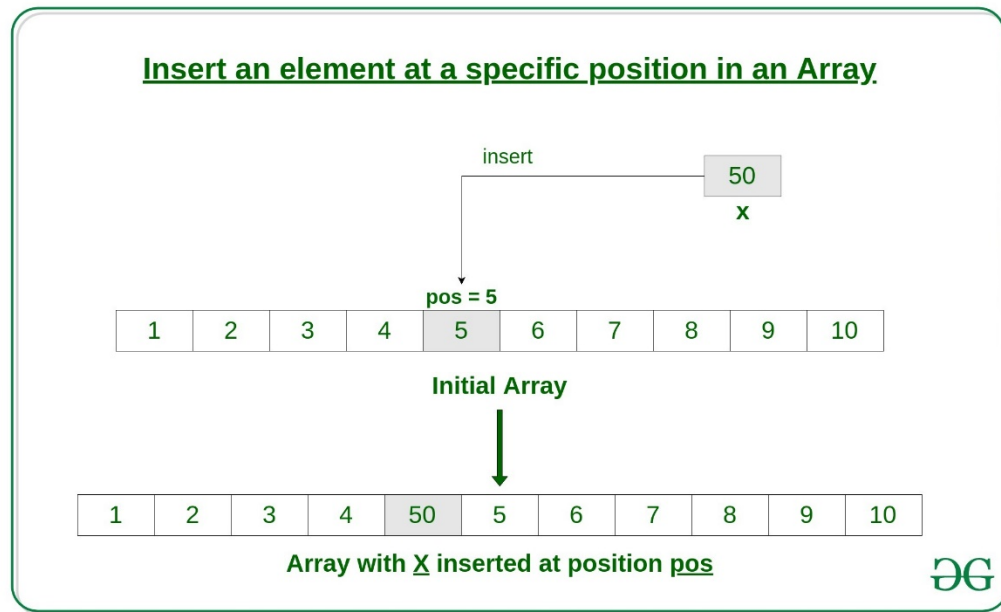 Insert an element at a specific position in an Array
insert
50
x
pos = 5
1 2 3 4 5 6 7 8 9 10
Initial Array
1 2 3 4 50 5 6 7 8 9 10
Array with X inserted at position pos